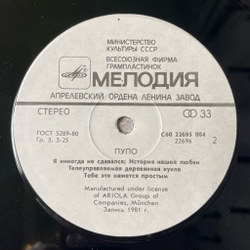 МИНИСТЕРСТВО
КУЛЬТУРЫ СССР
ВСЕСОЮЗНАЯ ФИРМА
ГРАМПЛАСТИНОК
МЕЛОДИЯ
АПРЕЛЕВСКИЙ ОРДЕНА ЛЕНИНА ЗАВОД
СТЕРЕО 33
ГОСТ 5289-80 С60 22695 004
Гр. 3. 3-25 22696 2
ПУПО
Я никогда не сдавался; История нашей любви
Телеуправляемая деревянная кукла
Тебе это кажется простым
Manufactured under license
of ARIOLA Group of
Companies, München
Запись 1981 г.